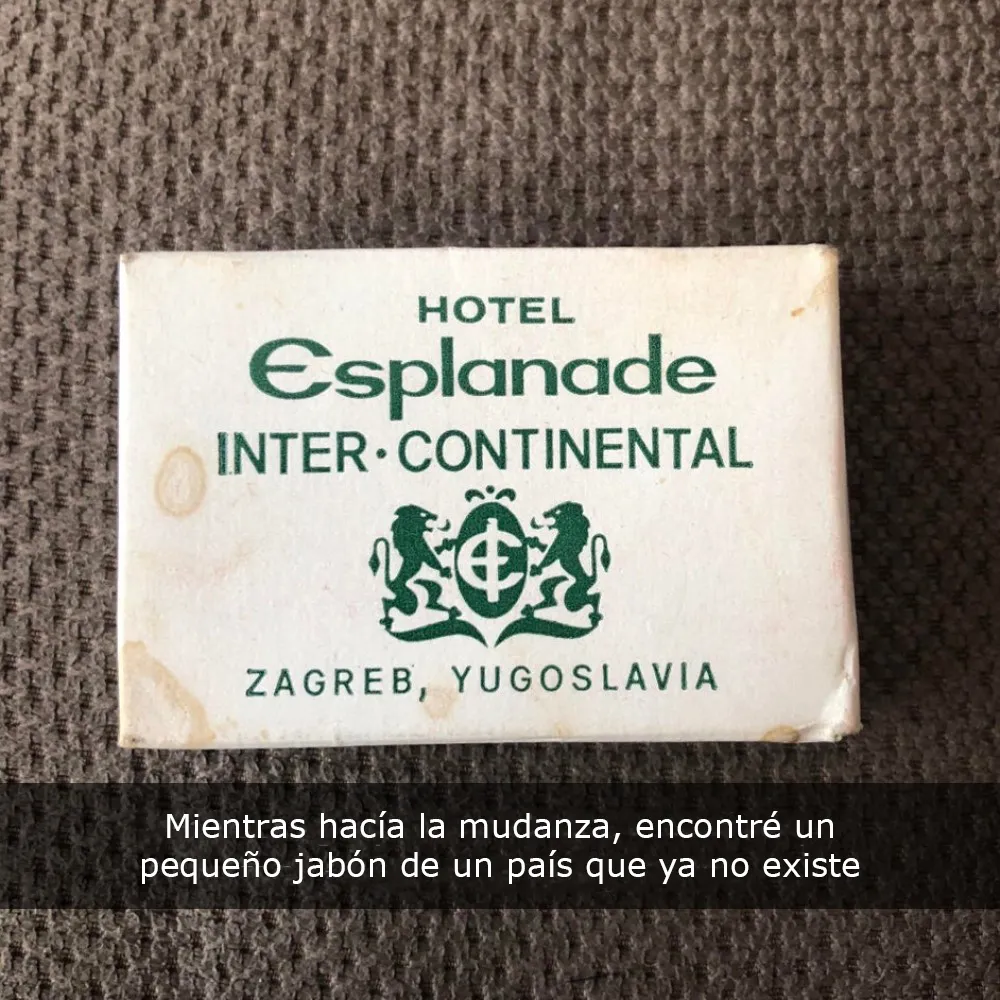 HOTEL
Esplanade
INTER·CONTINENTAL
ZAGREB, YUGOSLAVIA
Mientras hacía la mudanza, encontré un
pequeño jabón de un país que ya no existe